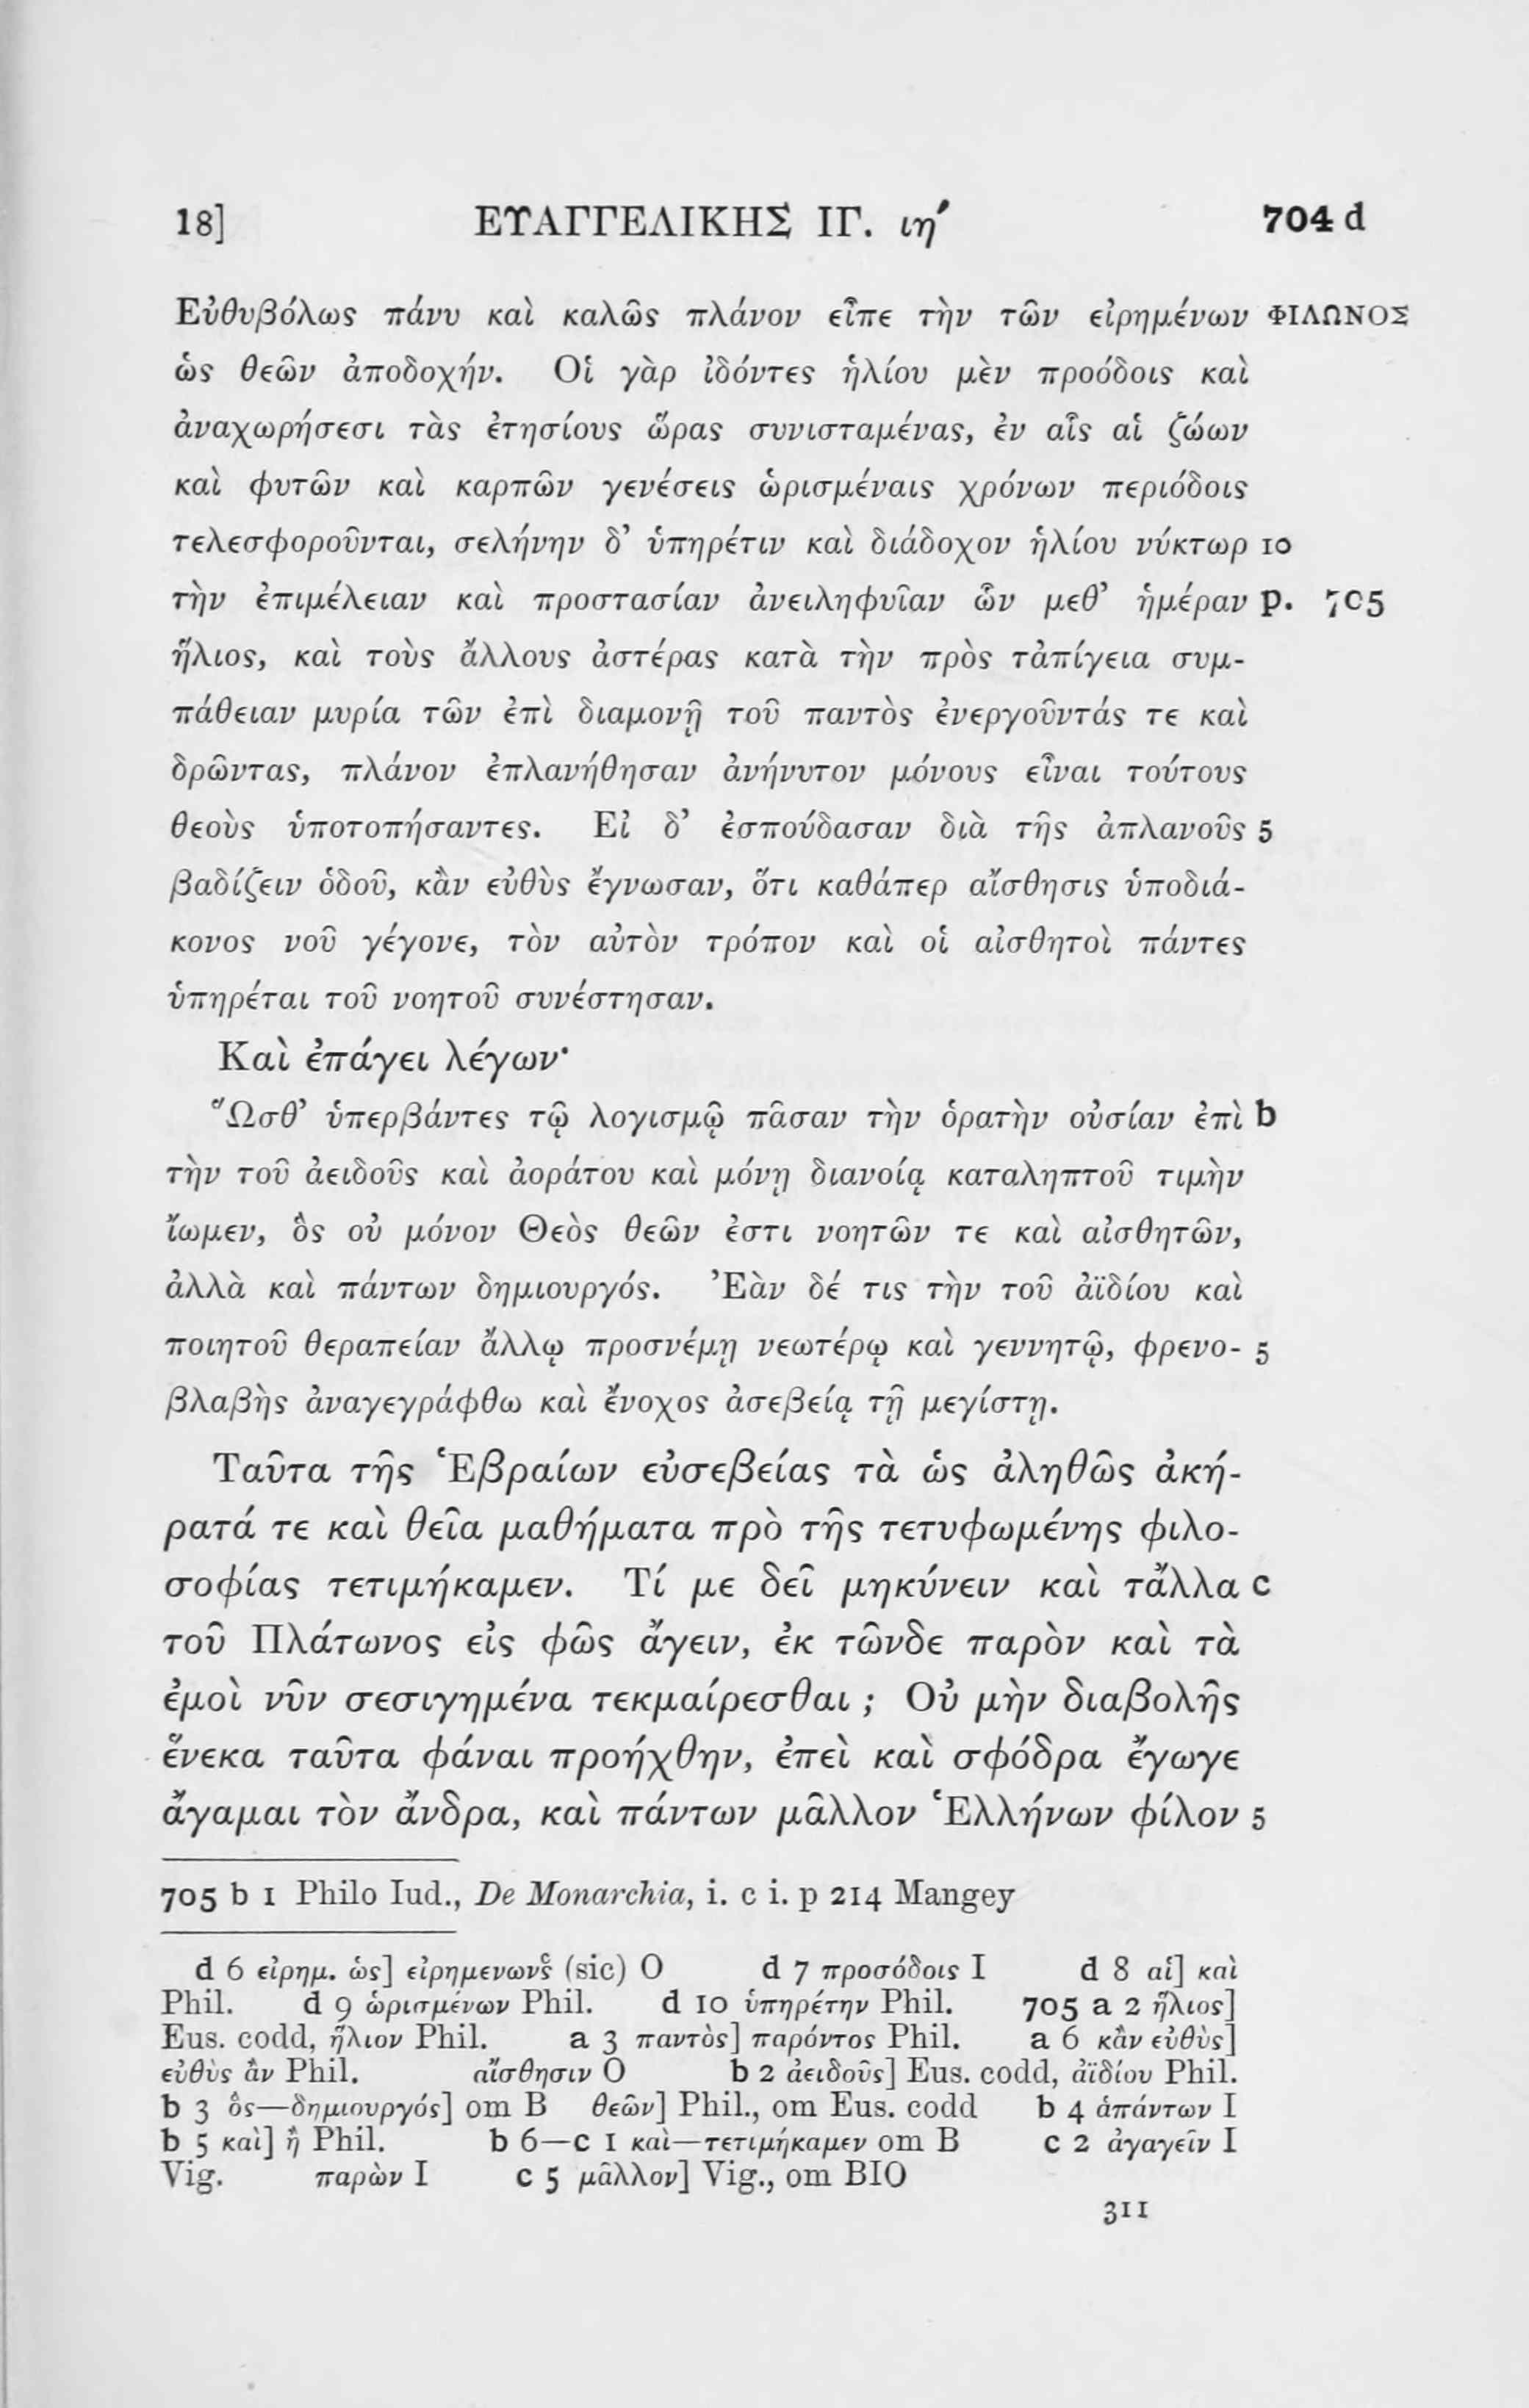 18] ΕΥΑΓΓΕΛΙΚΗΣ ΙΓ. ιη´ 704 d
Εὐθυβόλως πάνυ καὶ καλῶς πλάνον εἶπε τὴν τῶν εἰρημένων ΦΙΛΩΝΟΣ
ὡς θεῶν ἀποδοχήν. Οἱ γὰρ ἰδόντες ἡλίου μὲν προόδοις καὶ
ἀναχωρήσεσι τὰς ἐτησίους ὥρας συνισταμένας, ἐν αἷς αἱ ζώων
καὶ φυτῶν καὶ καρπῶν γενέσεις ὡρισμέναις χρόνων περιόδοις
τελεσφοροῦνται, σελήνην δ’ ὑπηρέτιν καὶ διάδοχον ἡλίου νύκτωρ 10
τὴν ἐπιμέλειαν καὶ προστασίαν ἀνειληφυῖαν ὧν μεθ’ ἡμέραν p. 705
ἥλιος, καὶ τοὺς ἄλλους ἀστέρας κατὰ τὴν πρὸς τἀπίγεια συμ-
πάθειαν μυρία τῶν ἐπὶ διαμονῇ τοῦ παντὸς ἐνεργοῦντάς τε καὶ
δρῶντας, πλάνον ἐπλανήθησαν ἀνήνυτον μόνους εἶναι τούτους
θεοὺς ὑποτοπήσαντες. Εἰ δ’ ἐσπούδασαν διὰ τῆς ἀπλανοῦς 5
βαδίζειν ὁδοῦ, κἂν εὐθὺς ἔγνωσαν, ὅτι καθάπερ αἴσθησις ὑποδιά-
κονος νοῦ γέγονε, τὸν αὐτὸν τρόπον καὶ οἱ αἰσθητοὶ πάντες
ὑπηρέται τοῦ νοητοῦ συνέστησαν.
Καὶ ἐπάγει λέγων·
Ὥσθ’ ὑπερβάντες τῷ λογισμῷ πᾶσαν τὴν ὁρατὴν οὐσίαν ἐπὶ b
τὴν τοῦ ἀειδοῦς καὶ ἀοράτου καὶ μόνῃ διανοίᾳ καταληπτοῦ τιμὴν
ἴωμεν, ὃς οὐ μόνον Θεὸς θεῶν ἐστι νοητῶν τε καὶ αἰσθητῶν,
ἀλλὰ καὶ πάντων δημιουργός. Ἐὰν δέ τις τὴν τοῦ ἀϊδίου καὶ
ποιητοῦ θεραπείαν ἄλλῳ προσνέμῃ νεωτέρῳ καὶ γεννητῷ, φρενο- 5
βλαβὴς ἀναγεγράφθω καὶ ἔνοχος ἀσεβείᾳ τῇ μεγίστῃ.
Ταῦτα τῆς Ἑβραίων εὐσεβείας τὰ ὡς ἀληθῶς ἀκή-
ρατά τε καὶ θεῖα μαθήματα πρὸ τῆς τετυφωμένης φιλο-
σοφίας τετιμήκαμεν. Τί με δεῖ μηκύνειν καὶ τἄλλα c
τοῦ Πλάτωνος εἰς φῶς ἄγειν, ἐκ τῶνδε παρὸν καὶ τὰ
ἐμοὶ νῦν σεσιγημένα τεκμαίρεσθαι ; Οὐ μὴν διαβολῆς
ἕνεκα ταῦτα φάναι προήχθην, ἐπεὶ καὶ σφόδρα ἔγωγε
ἄγαμαι τὸν ἄνδρα, καὶ πάντων μᾶλλον Ἑλλήνων φίλον 5
705 b 1 Philo Iud., De Monarchia, i. c i. p 214 Mangey
d 6 εἰρημ. ὡς] εἰρημενωνς̃ (sic) O d 7 προσόδοις I d 8 αἱ] καὶ
Phil. d 9 ὡρισμένων Phil. d 10 ὑπηρέτην Phil. 705 a 2 ἥλιος]
Eus. codd, ἥλιον Phil. a 3 παντὸς] παρόντος Phil. a 6 κἂν εὐθὺς]
εὐθὺς ἂν Phil. αἴσθησιν O b 2 ἀειδοῦς] Eus. codd, ἀϊδίου Phil.
b 3 ὃς—δημιουργός] om B θεῶν] Phil., om Eus. codd b 4 ἁπάντων I
b 5 καὶ] ἢ Phil. b 6—c 1 καὶ—τετιμήκαμεν om B c 2 ἀγαγεῖν I
Vig. παρὼν I c 5 μᾶλλον] Vig., om BIO
311